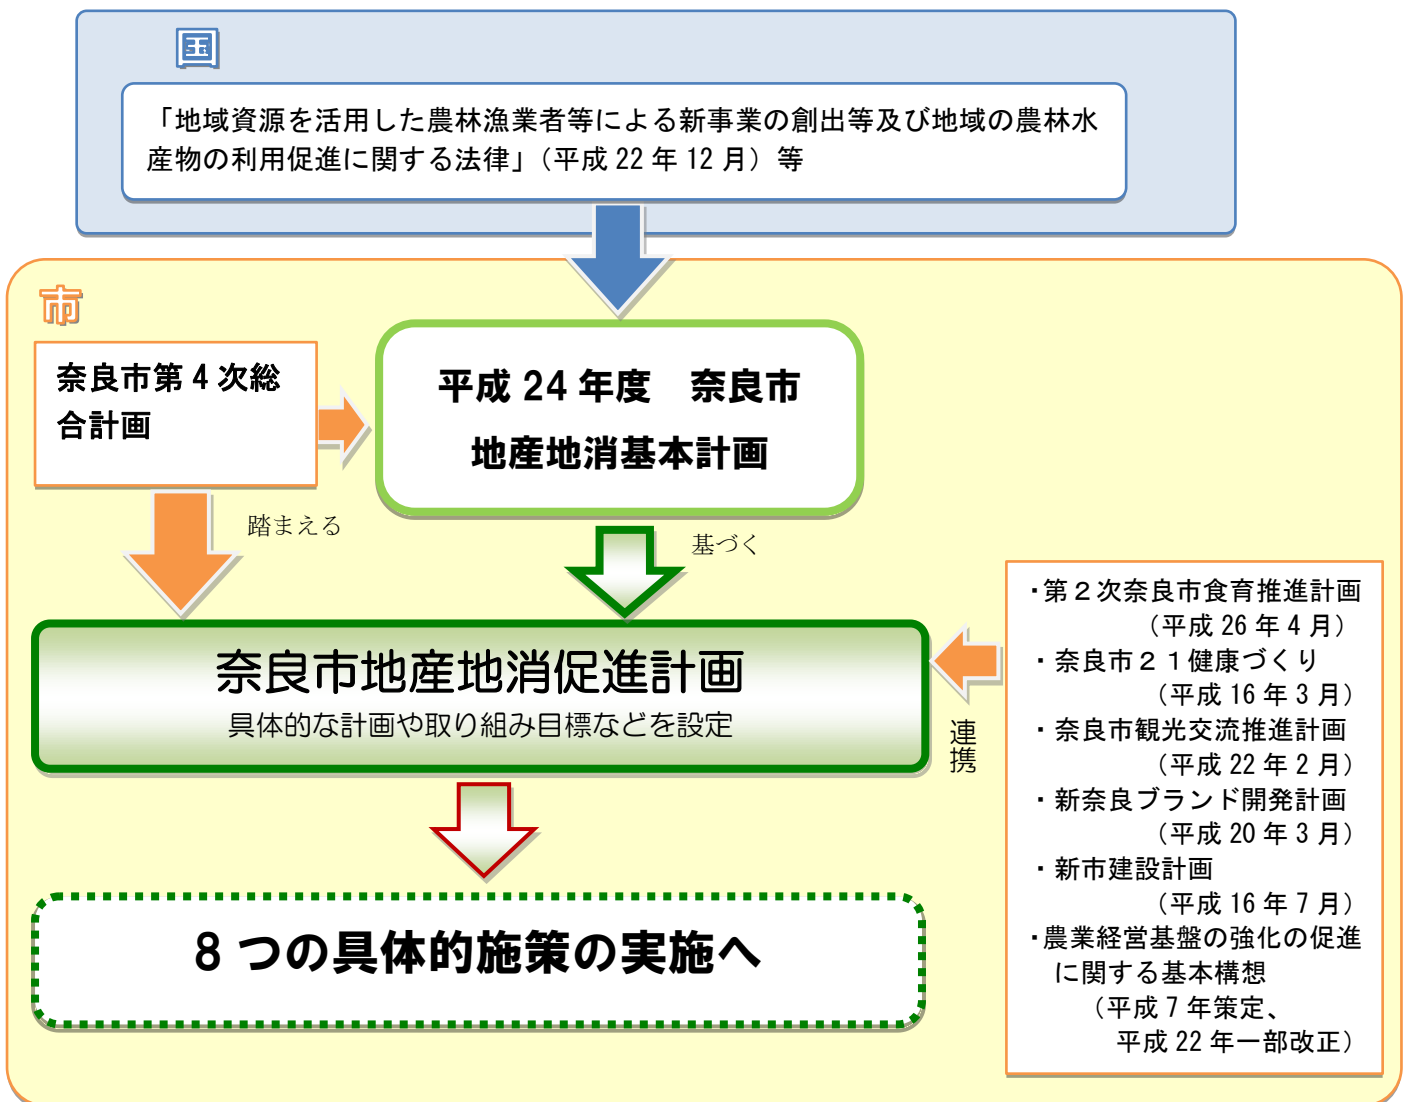 国
「地域資源を活用した農林漁業者等による新事業の創出等及び地域の農林水
産物の利用促進に関する法律」（平成 22 年 12 月）等
市
奈良市第 4 次総
合計画
平成 24 年度　奈良市
地産地消基本計画
踏まえる
基づく
奈良市地産地消促進計画
具体的な計画や取り組み目標などを設定
連携
・第２次奈良市食育推進計画
（平成 26 年 4 月）
・奈良市２１健康づくり
（平成 16 年 3 月）
・奈良市観光交流推進計画
（平成 22 年 2 月）
・新奈良ブランド開発計画
（平成 20 年 3 月）
・新市建設計画
（平成 16 年 7 月）
・農業経営基盤の強化の促進
に関する基本構想
（平成 7 年策定、
平成 22 年一部改正）
8 つの具体的施策の実施へ